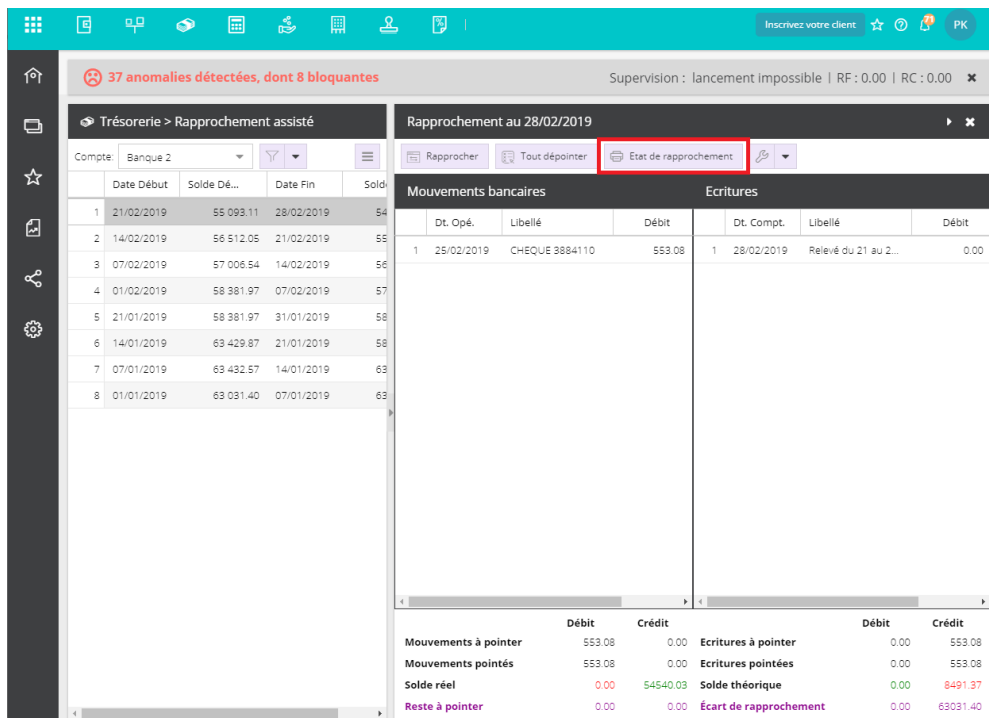 Inscrivez votre client
71
PK
37 anomalies détectées, dont 8 bloquantes
Supervision : lancement impossible | RF : 0.00 | RC : 0.00
Trésorerie > Rapprochement assisté
Compte: Banque 2
Date Début Solde Dé... Date Fin Solde
1 21/02/2019 55 093.11 28/02/2019 54
2 14/02/2019 56 512.05 21/02/2019 55
3 07/02/2019 57 006.54 14/02/2019 56
4 01/02/2019 58 381.97 07/02/2019 57
5 21/01/2019 58 381.97 31/01/2019 58
6 14/01/2019 63 429.87 21/01/2019 58
7 07/01/2019 63 432.57 14/01/2019 63
8 01/01/2019 63 031.40 07/01/2019 63
Rapprochement au 28/02/2019
Rapprocher Tout dépointer Etat de rapprochement
Mouvements bancaires
Dt. Opé. Libellé Débit
1 25/02/2019 CHEQUE 3884110 553.08
Ecritures
Dt. Compt. Libellé Débit
1 28/02/2019 Relevé du 21 au 2... 0.00
Débit Crédit
Mouvements à pointer 553.08 0.00
Mouvements pointés 553.08 0.00
Solde réel 0.00 54540.03
Reste à pointer 0.00 0.00
Débit Crédit
Ecritures à pointer 0.00 553.08
Ecritures pointées 0.00 553.08
Solde théorique 0.00 8491.37
Écart de rapprochement 0.00 63031.40